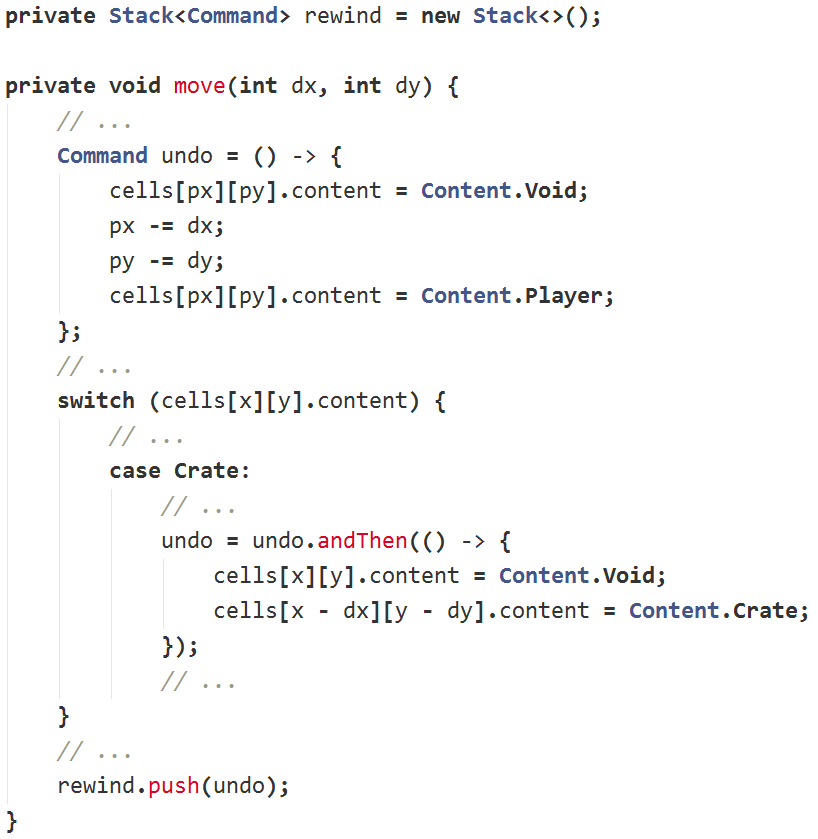 private Stack<Command> rewind = new Stack<>();

private void move(int dx, int dy) {
    // ...
    Command undo = () -> {
        cells[px][py].content = Content.Void;
        px -= dx;
        py -= dy;
        cells[px][py].content = Content.Player;
    };
    // ...
    switch (cells[x][y].content) {
        // ...
        case Crate:
            // ...
            undo = undo.andThen(() -> {
                cells[x][y].content = Content.Void;
                cells[x - dx][y - dy].content = Content.Crate;
            });
            // ...
    }
    // ...
    rewind.push(undo);
}